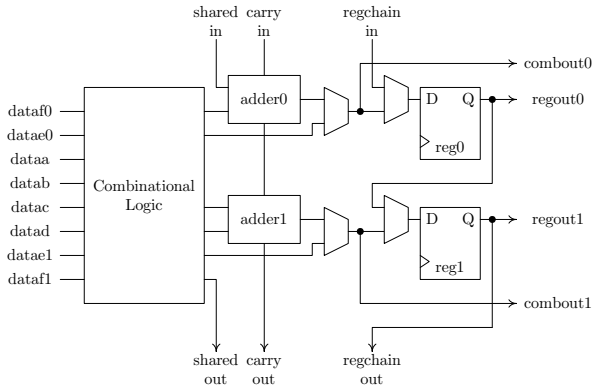 shared
in
carry
in
regchain
in
combout0
dataf0
datae0
dataa
datab
datac
datad
datae1
dataf1
Combinational
Logic
adder0
D Q
reg0
regout0
adder1
D Q
reg1
regout1
combout1
shared
out
carry
out
regchain
out